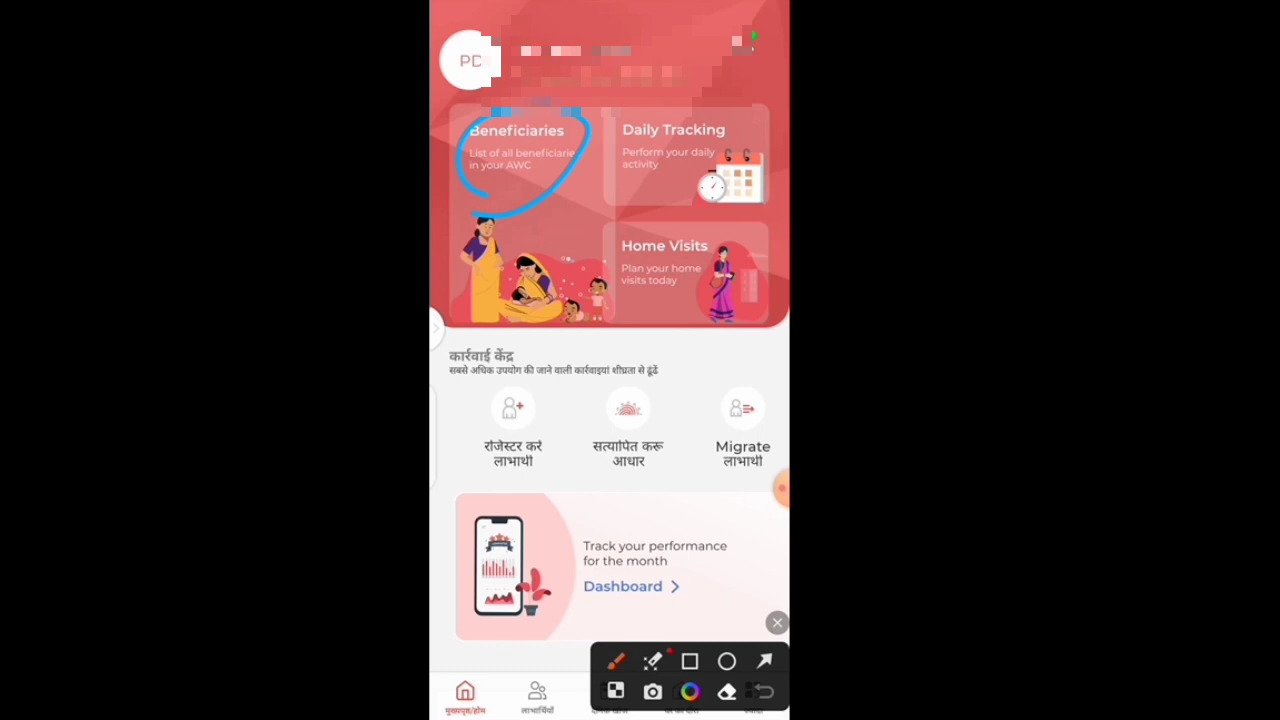 PD
Beneficiaries
List of all beneficiarie
in your AWC
Daily Tracking
Perform your daily
activity
Home Visits
Plan your home
visits today
कार्रवाई केंद्र
सबसे अधिक उपयोग की जाने वाली कार्रवाइयां शीघ्रता से ढूंढें
रजिस्टर करें
लाभार्थी
सत्यापित करू
आधार
Migrate
लाभार्थी
Track your performance
for the month
Dashboard
मुख्यपृष्ठ/होम
लाभार्थियों